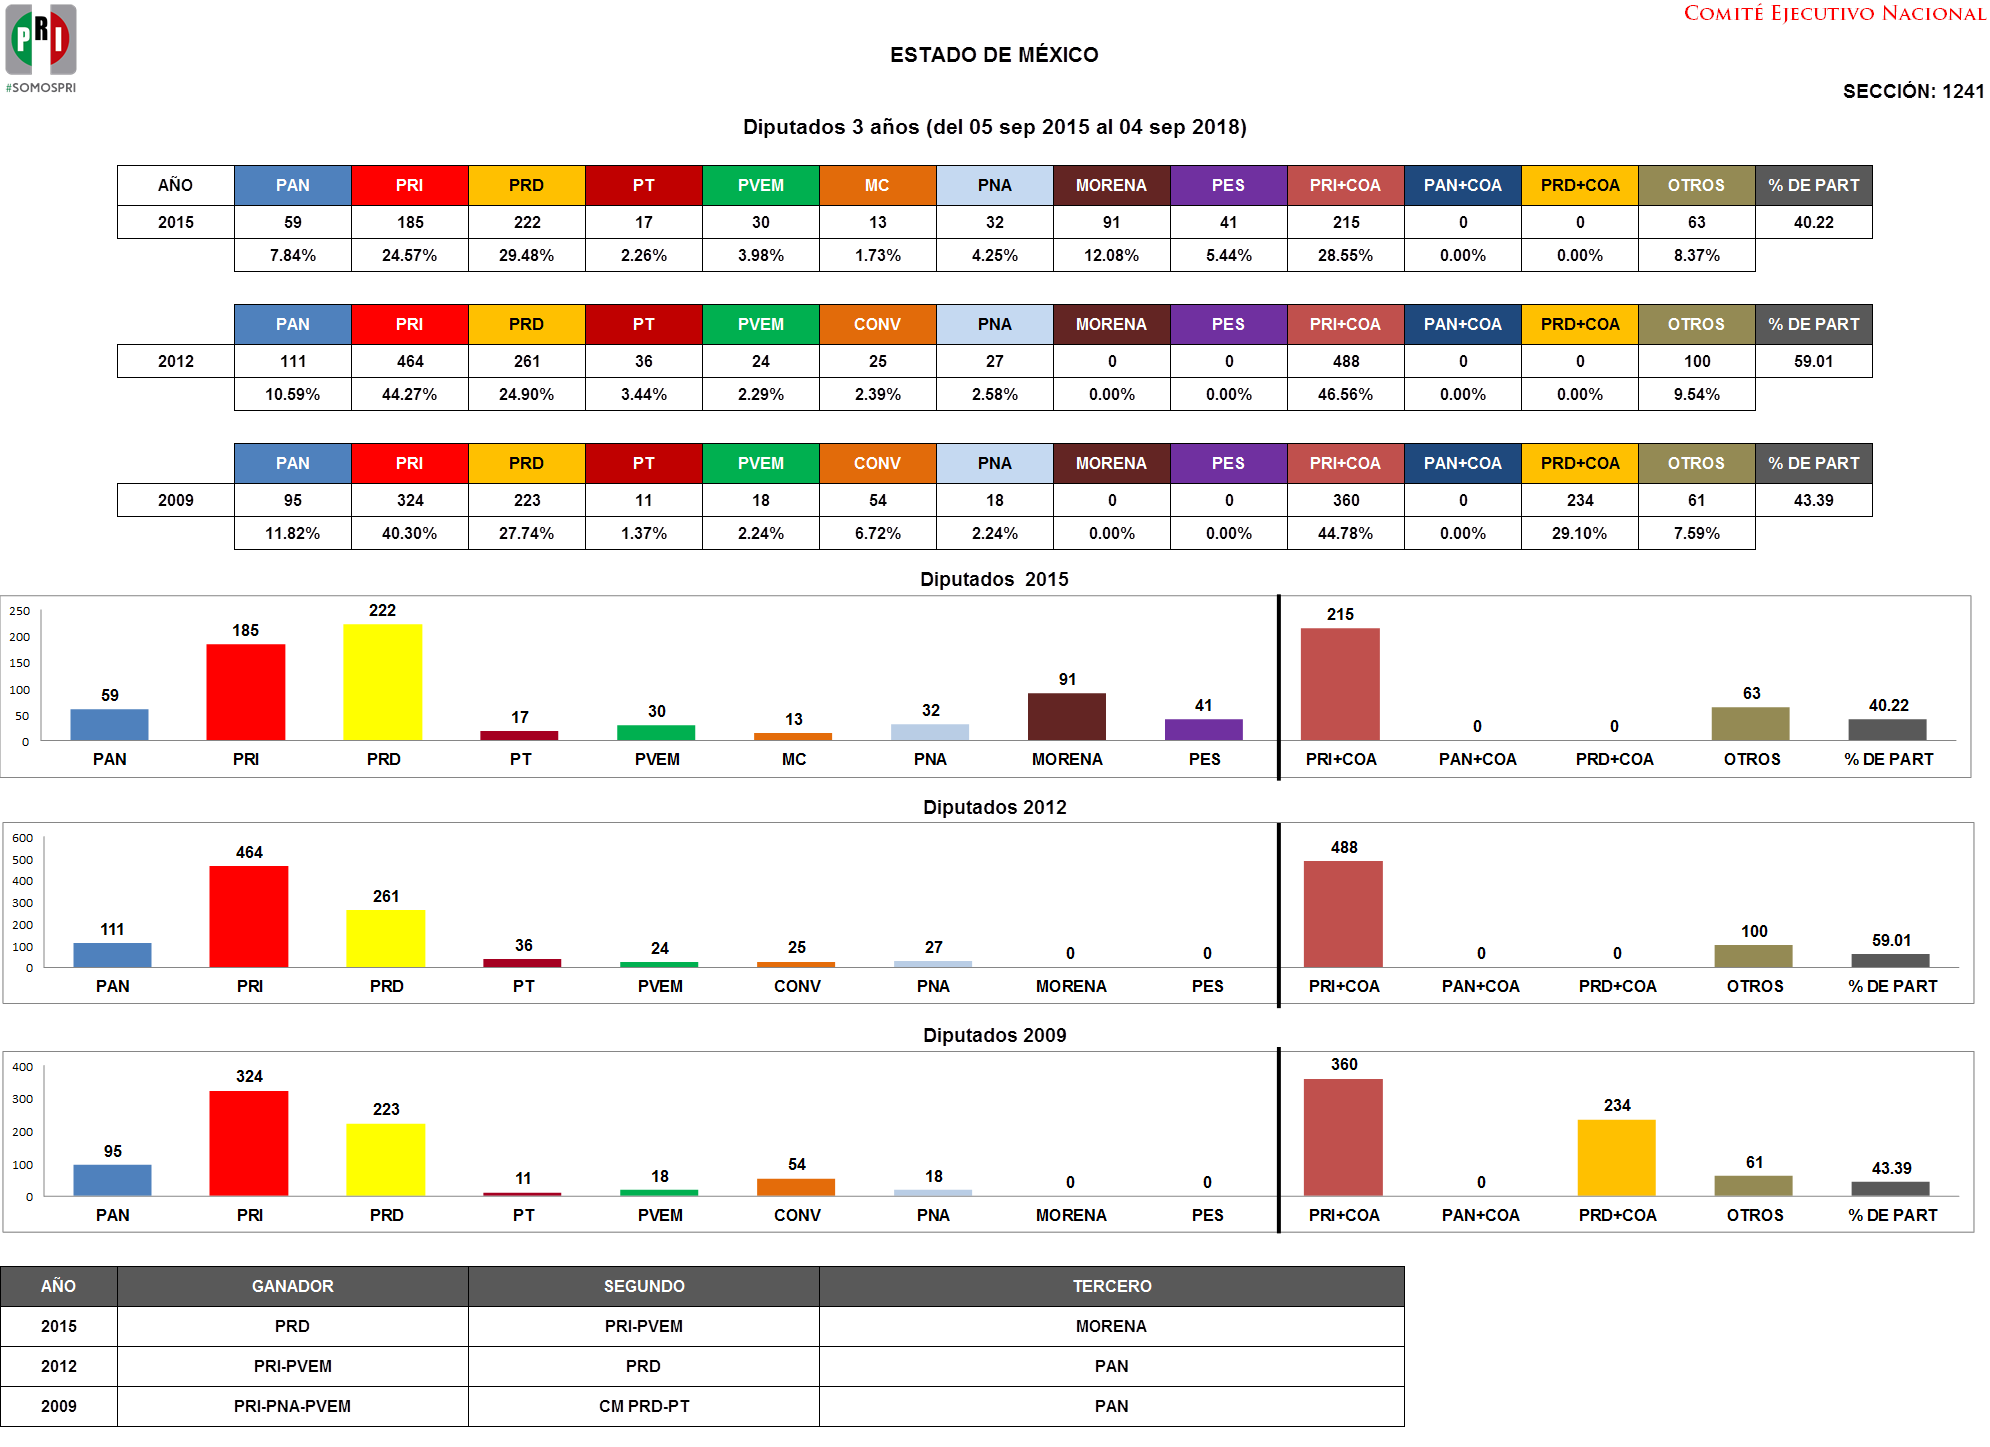 PRI
#SOMOSPRI
COMITÉ EJECUTIVO NACIONAL
ESTADO DE MÉXICO
SECCIÓN: 1241
Diputados 3 años (del 05 sep 2015 al 04 sep 2018)
AÑO PAN PRI PRD PT PVEM MC PNA MORENA PES PRI+COA PAN+COA PRD+COA OTROS % DE PART
2015 59 185 222 17 30 13 32 91 41 215 0 0 63 40.22
7.84% 24.57% 29.48% 2.26% 3.98% 1.73% 4.25% 12.08% 5.44% 28.55% 0.00% 0.00% 8.37%
PAN PRI PRD PT PVEM CONV PNA MORENA PES PRI+COA PAN+COA PRD+COA OTROS % DE PART
2012 111 464 261 36 24 25 27 0 0 488 0 0 100 59.01
10.59% 44.27% 24.90% 3.44% 2.29% 2.39% 2.58% 0.00% 0.00% 46.56% 0.00% 0.00% 9.54%
PAN PRI PRD PT PVEM CONV PNA MORENA PES PRI+COA PAN+COA PRD+COA OTROS % DE PART
2009 95 324 223 11 18 54 18 0 0 360 0 234 61 43.39
11.82% 40.30% 27.74% 1.37% 2.24% 6.72% 2.24% 0.00% 0.00% 44.78% 0.00% 29.10% 7.59%
Diputados 2015
250
200
150
100
50
0
59 185 222 17 30 13 32 91 41 215 0 0 63 40.22
PAN PRI PRD PT PVEM MC PNA MORENA PES PRI+COA PAN+COA PRD+COA OTROS % DE PART
Diputados 2012
600
500
400
300
200
100
0
111 464 261 36 24 25 27 0 0 488 0 0 100 59.01
PAN PRI PRD PT PVEM CONV PNA MORENA PES PRI+COA PAN+COA PRD+COA OTROS % DE PART
Diputados 2009
400
300
200
100
0
95 324 223 11 18 54 18 0 0 360 0 234 61 43.39
PAN PRI PRD PT PVEM CONV PNA MORENA PES PRI+COA PAN+COA PRD+COA OTROS % DE PART
AÑO GANADOR SEGUNDO TERCERO
2015 PRD PRI-PVEM MORENA
2012 PRI-PVEM PRD PAN
2009 PRI-PNA-PVEM CM PRD-PT PAN